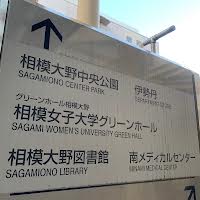 相模大野中央公園
SAGAMIONO CENTER PARK
伊勢丹
グリーンホール相模大野
相模女子大学グリーンホール
SAGAMI WOMEN'S UNIVERSITY GREEN HALL
相模大野図書館
SAGAMIONO LIBRARY
南メディカルセンター
MINAMI MEDICAL CENTER